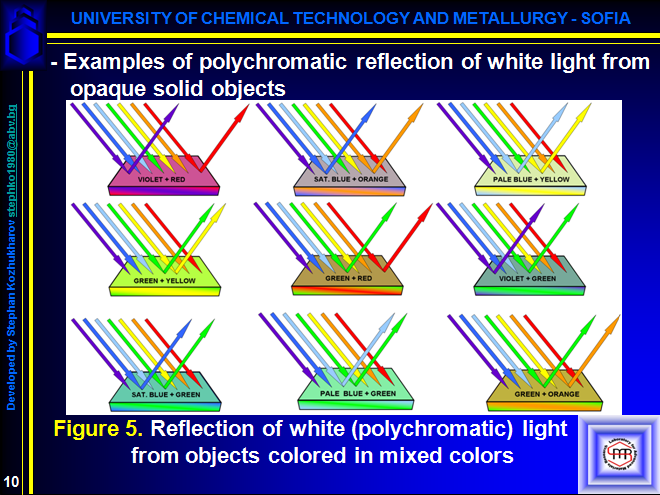 UNIVERSITY OF CHEMICAL TECHNOLOGY AND METALLURGY - SOFIA
- Examples of polychromatic reflection of white light from
opaque solid objects
VIOLET + RED
SAT. BLUE + ORANGE
PALE BLUE + YELLOW
GREEN + YELLOW
GREEN + RED
VIOLET + GREEN
SAT. BLUE + GREEN
PALE BLUE + GREEN
GREEN + ORANGE
Figure 5. Reflection of white (polychromatic) light
from objects colored in mixed colors
Developed by Stephan Kozhukharov stephko1980@abv.bg
10